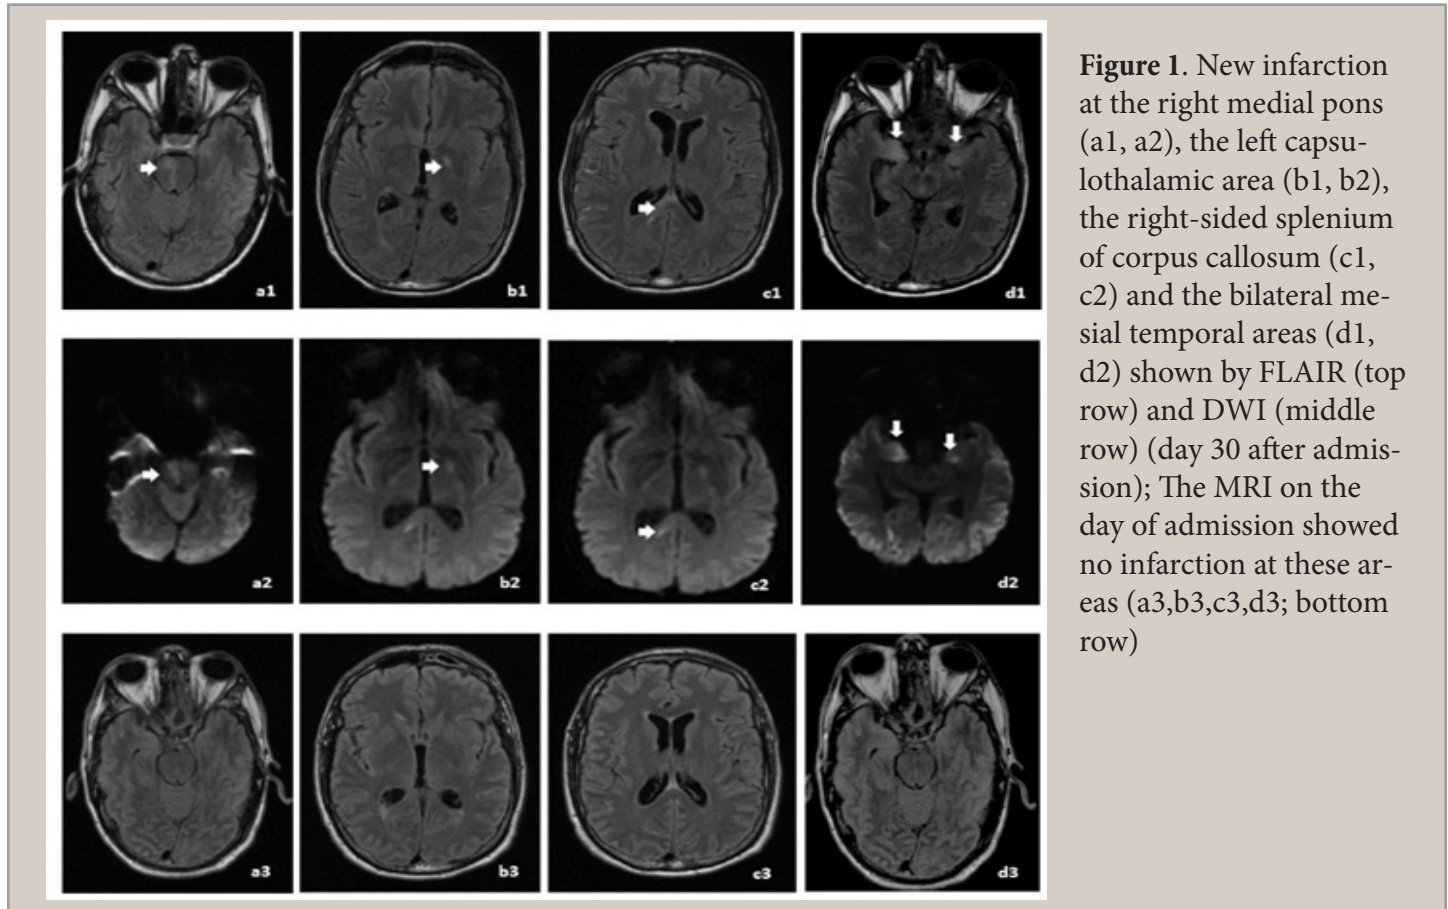 a1
b1
c1
d1
a2
b2
c2
d2
a3
b3
c3
d3
Figure 1. New infarction
at the right medial pons
(a1, a2), the left capsu-
lothalamic area (b1, b2),
the right-sided splenium
of corpus callosum (c1,
c2) and the bilateral me-
sial temporal areas (d1,
d2) shown by FLAIR (top
row) and DWI (middle
row) (day 30 after admis-
sion); The MRI on the
day of admission showed
no infarction at these ar-
eas (a3,b3,c3,d3; bottom
row)